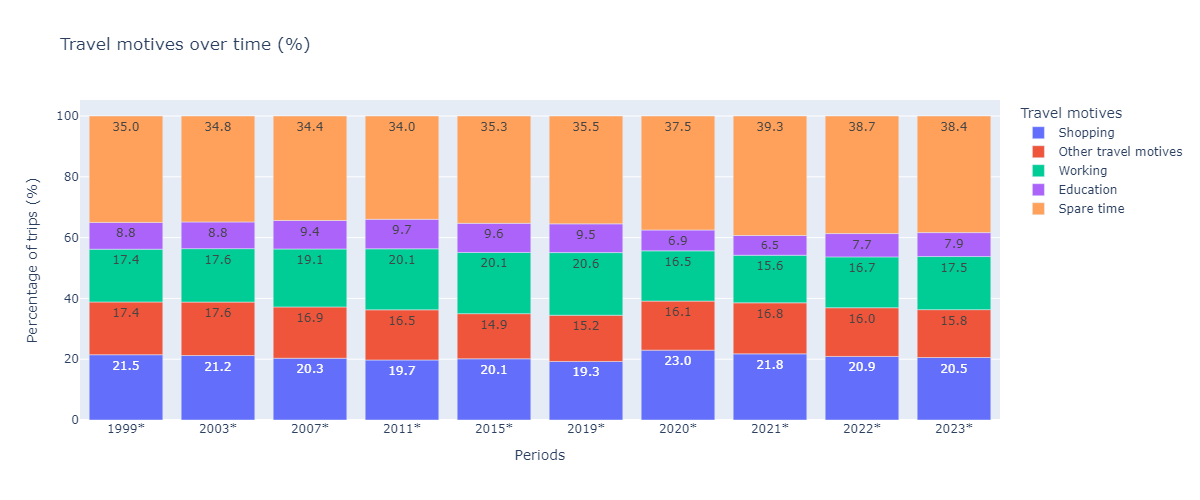 Travel motives over time (%)
Travel motives
Shopping
Other travel motives
Working
Education
Spare time
Percentage of trips (%)
100
80
60
40
20
0
35.0 34.8 34.4 34.0 35.3 35.5 37.5 39.3 38.7 38.4
8.8 8.8 9.4 9.7 9.6 9.5 6.9 6.5 7.7 7.9
17.4 17.6 19.1 20.1 20.1 20.6 16.5 15.6 16.7 17.5
17.4 17.6 16.9 16.5 14.9 15.2 16.1 16.8 16.0 15.8
21.5 21.2 20.3 19.7 20.1 19.3 23.0 21.8 20.9 20.5
1999* 2003* 2007* 2011* 2015* 2019* 2020* 2021* 2022* 2023*
Periods